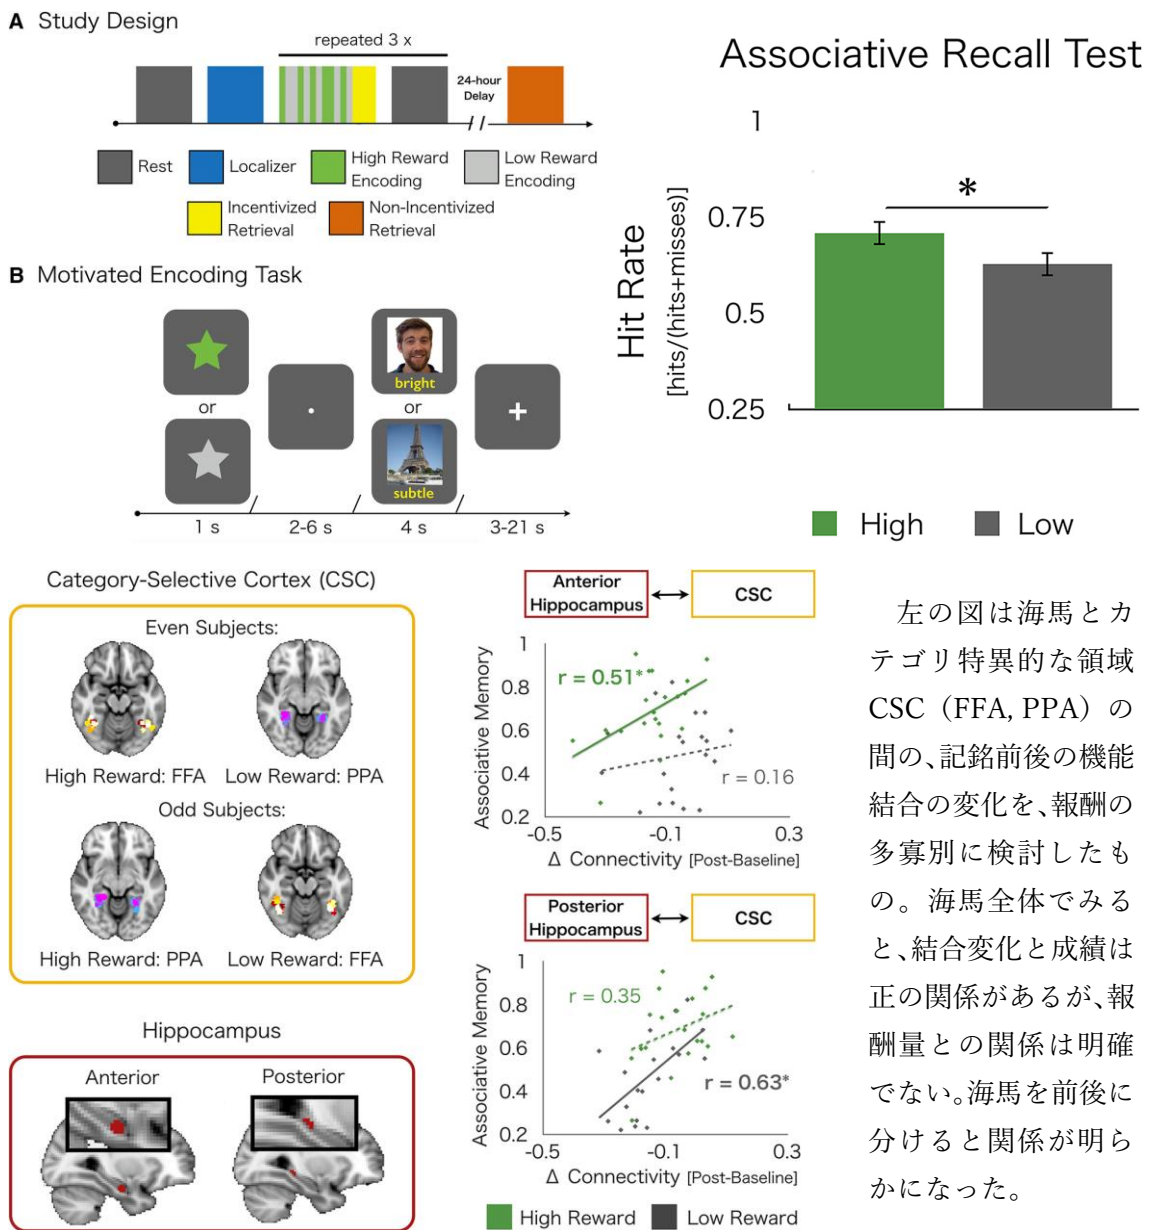 A Study Design
repeated 3 x
24-hour
Delay
Rest
Localizer
High Reward
Encoding
Low Reward
Encoding
Incentivized
Retrieval
Non-Incentivized
Retrieval
B Motivated Encoding Task
or
bright
or
subtle
1 s
2-6 s
4 s
3-21 s
Associative Recall Test
1
0.75
0.5
0.25
*
Hit Rate
[hits/(hits+misses)]
High
Low
Category-Selective Cortex (CSC)
Even Subjects:
High Reward: FFA
Low Reward: PPA
Odd Subjects:
High Reward: PPA
Low Reward: FFA
Hippocampus
Anterior
Posterior
Anterior
Hippocampus
CSC
Associative Memory
1
0.8
0.6
0.4
0.2
r = 0.51*
r = 0.16
-0.5
-0.1
0.3
Δ Connectivity [Post-Baseline]
Posterior
Hippocampus
CSC
Associative Memory
1
0.8
0.6
0.4
0.2
r = 0.35
r = 0.63*
-0.5
-0.1
0.3
Δ Connectivity [Post-Baseline]
High Reward
Low Reward
左の図は海馬とカ
テゴリ特異的な領域
CSC（FFA, PPA）の
間の、記銘前後の機能
結合の変化を、報酬の
多寡別に検討したも
の。海馬全体でみる
と、結合変化と成績は
正の関係があるが、報
酬量との関係は明確
でない。海馬を前後に
分けると関係が明ら
かになった。